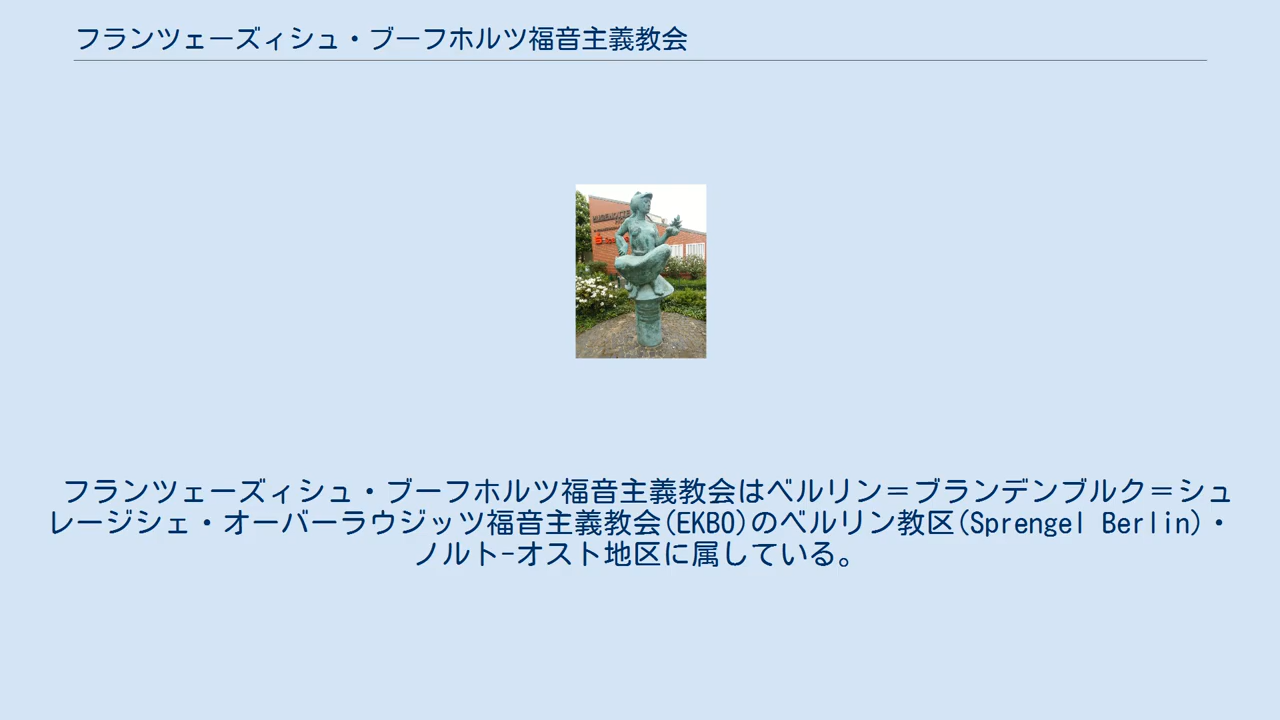 フランツェーズィシュ・ブーフホルツ福音主義教会
フランツェーズィシュ・ブーフホルツ福音主義教会はベルリン＝ブランデンブルク＝シュ
レージシェ・オーバーラウジッツ福音主義教会(EKBO)のベルリン教区(Sprengel Berlin)・
ノルト-オスト地区に属している。